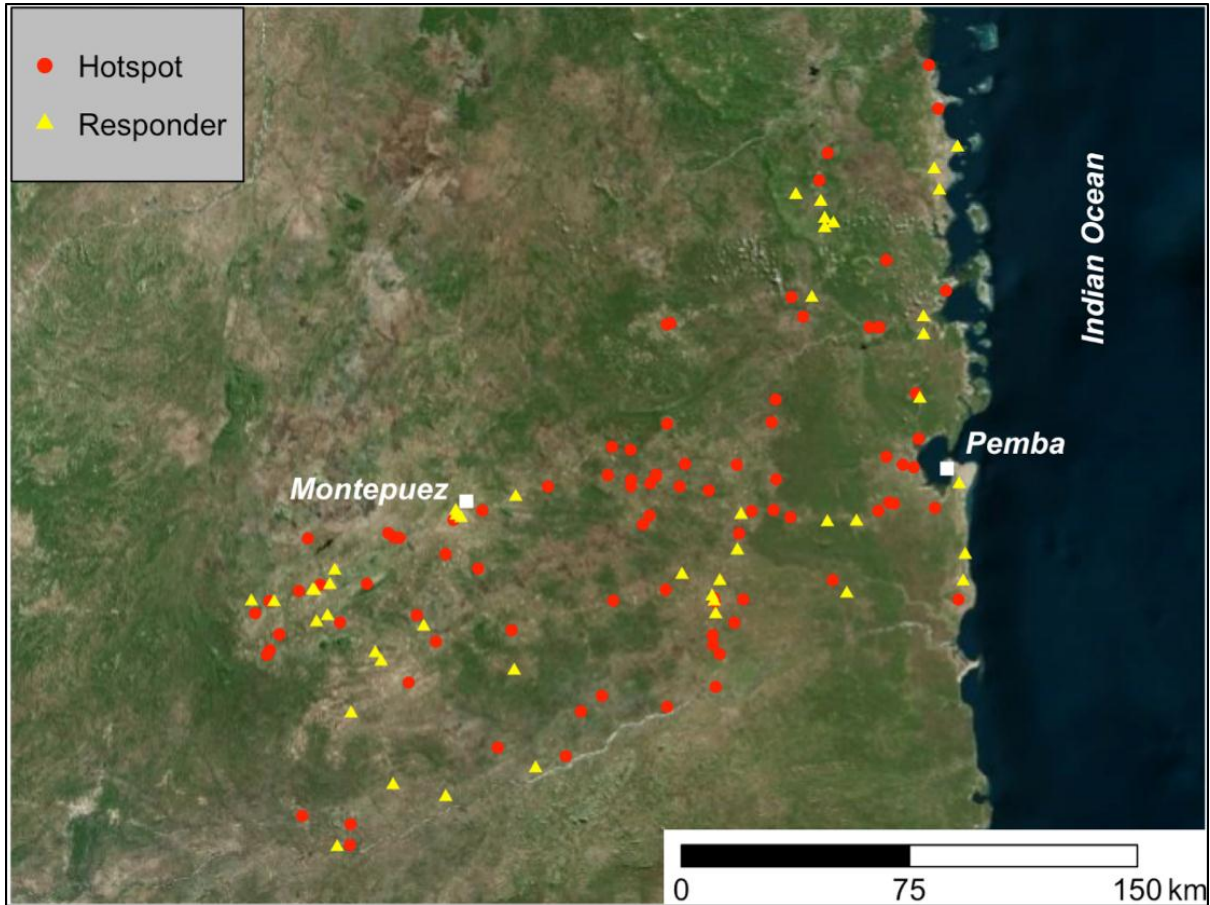 Hotspot
Responder
Indian Ocean
Pemba
Montepuez
0 75 150 km